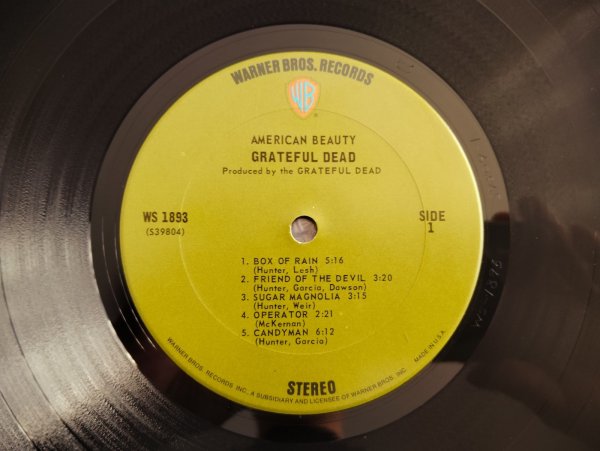 WARNER BROS. RECORDS
WB
®
AMERICAN BEAUTY
GRATEFUL DEAD
Produced by the GRATEFUL DEAD
WS 1893
(S39804)
SIDE
1
1. BOX OF RAIN 5:16
(Hunter, Lesh)
2. FRIEND OF THE DEVIL 3:20
(Hunter, Garcia, Dawson)
3. SUGAR MAGNOLIA 3:15
(Hunter, Weir)
4. OPERATOR 2:21
(McKernan)
5. CANDYMAN 6:12
(Hunter, Garcia)
STEREO
WARNER BROS. RECORDS INC., A SUBSIDIARY AND LICENSEE OF WARNER BROS. INC.
MADE IN U.S.A.